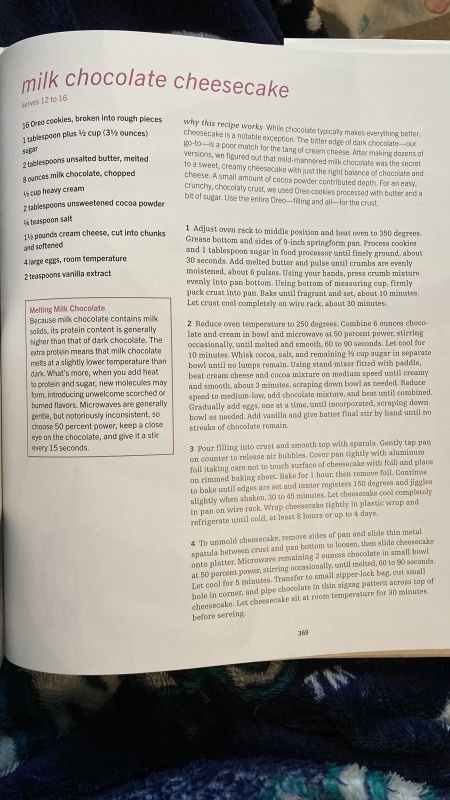 milk chocolate cheesecake
serves 12 to 16
16 Oreo cookies, broken into rough pieces
1 tablespoon plus ½ cup (3½ ounces)
sugar
2 tablespoons unsalted butter, melted
8 ounces milk chocolate, chopped
⅓ cup heavy cream
2 tablespoons unsweetened cocoa powder
¼ teaspoon salt
1½ pounds cream cheese, cut into chunks
and softened
4 large eggs, room temperature
2 teaspoons vanilla extract
Melting Milk Chocolate
Because milk chocolate contains milk
solids, its protein content is generally
higher than that of dark chocolate. The
extra protein means that milk chocolate
melts at a slightly lower temperature than
dark. What's more, when you add heat
to protein and sugar, new molecules may
form, introducing unwelcome scorched or
burned flavors. Microwaves are generally
gentle, but notoriously inconsistent, so
choose 50 percent power, keep a close
eye on the chocolate, and give it a stir
every 15 seconds.
why this recipe works While chocolate typically makes everything better,
cheesecake is a notable exception. The bitter edge of dark chocolate—our
go-to—is a poor match for the tang of cream cheese. After making dozens of
versions, we figured out that mild-mannered milk chocolate was the secret
to a sweet, creamy cheesecake with just the right balance of chocolate and
cheese. A small amount of cocoa powder contributed depth. For an easy,
crunchy, chocolaty crust, we used Oreo cookies processed with butter and a
bit of sugar. Use the entire Oreo—filling and all—for the crust.
1 Adjust oven rack to middle position and heat oven to 350 degrees.
Grease bottom and sides of 9-inch springform pan. Process cookies
and 1 tablespoon sugar in food processor until finely ground, about
30 seconds. Add melted butter and pulse until crumbs are evenly
moistened, about 6 pulses. Using your hands, press crumb mixture
evenly into pan bottom. Using bottom of measuring cup, firmly
pack crust into pan. Bake until fragrant and set, about 10 minutes.
Let crust cool completely on wire rack, about 30 minutes.
2 Reduce oven temperature to 250 degrees. Combine 6 ounces choco-
late and cream in bowl and microwave at 50 percent power, stirring
occasionally, until melted and smooth, 60 to 90 seconds. Let cool for
10 minutes. Whisk cocoa, salt, and remaining ½ cup sugar in separate
bowl until no lumps remain. Using stand mixer fitted with paddle,
beat cream cheese and cocoa mixture on medium speed until creamy
and smooth, about 3 minutes, scraping down bowl as needed. Reduce
speed to medium-low, add chocolate mixture, and beat until combined.
Gradually add eggs, one at a time, until incorporated, scraping down
bowl as needed. Add vanilla and give batter final stir by hand until no
streaks of chocolate remain.
3 Pour filling into crust and smooth top with spatula. Gently tap pan
on counter to release air bubbles. Cover pan tightly with aluminum
foil (taking care not to touch surface of cheesecake with foil) and place
on rimmed baking sheet. Bake for 1 hour, then remove foil. Continue
to bake until edges are set and center registers 150 degrees and jiggles
slightly when shaken, 30 to 45 minutes. Let cheesecake cool completely
in pan on wire rack. Wrap cheesecake tightly in plastic wrap and
refrigerate until cold, at least 8 hours or up to 4 days.
4 To unmold cheesecake, remove sides of pan and slide thin metal
spatula between crust and pan bottom to loosen, then slide cheesecake
onto platter. Microwave remaining 2 ounces chocolate in small bowl
at 50 percent power, stirring occasionally, until melted, 60 to 90 seconds.
Let cool for 5 minutes. Transfer to small zipper-lock bag, cut small
hole in corner, and pipe chocolate in thin zigzag pattern across top of
cheesecake. Let cheesecake sit at room temperature for 30 minutes
before serving.
369